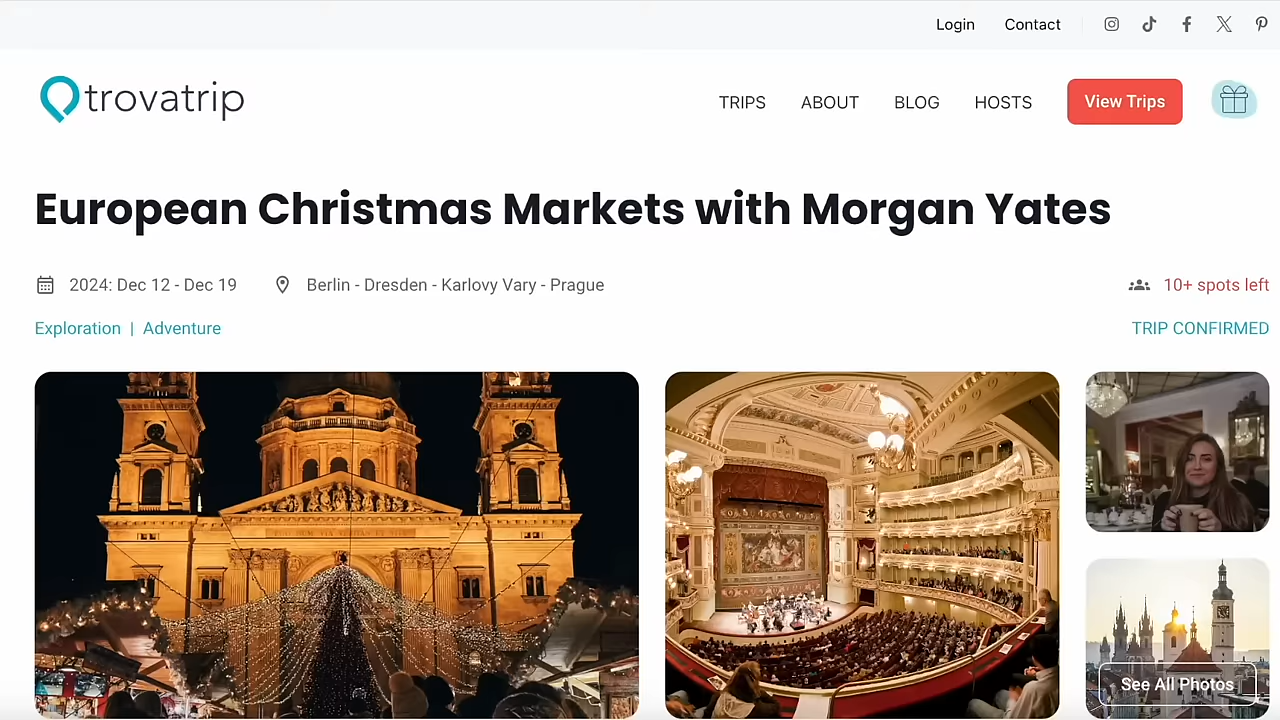 Login Contact
trovatrip
TRIPS ABOUT BLOG HOSTS View Trips
European Christmas Markets with Morgan Yates
2024: Dec 12 - Dec 19 Berlin - Dresden - Karlovy Vary - Prague 10+ spots left
Exploration | Adventure TRIP CONFIRMED
See All Photos